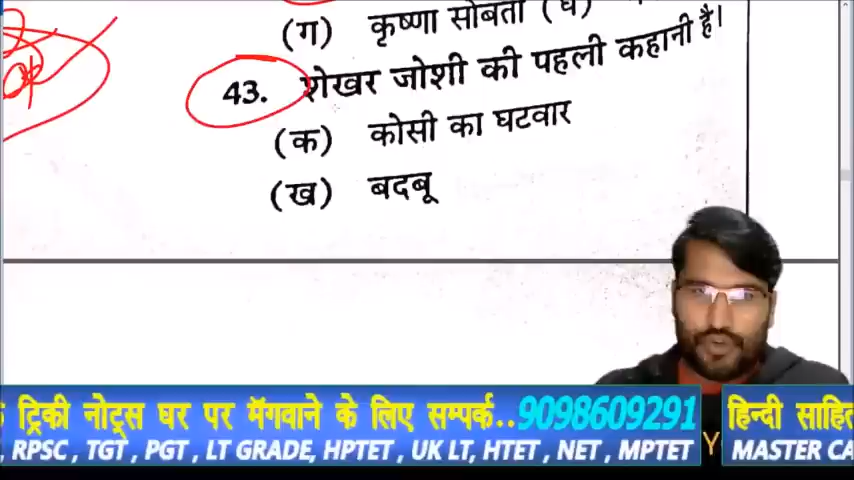 (ग) कृष्णा सोबती (घ)
43. शेखर जोशी की पहली कहानी है।
(क) कोसी का घटवार
(ख) बदबू
ट्रिकी नोट्स घर पर मॅगवाने के लिए सम्पर्क..9098609291 हिन्दी
, RPSC , TGT , PGT , LT GRADE, HPTET , UK LT, HTET , NET , MPTET Y MASTER